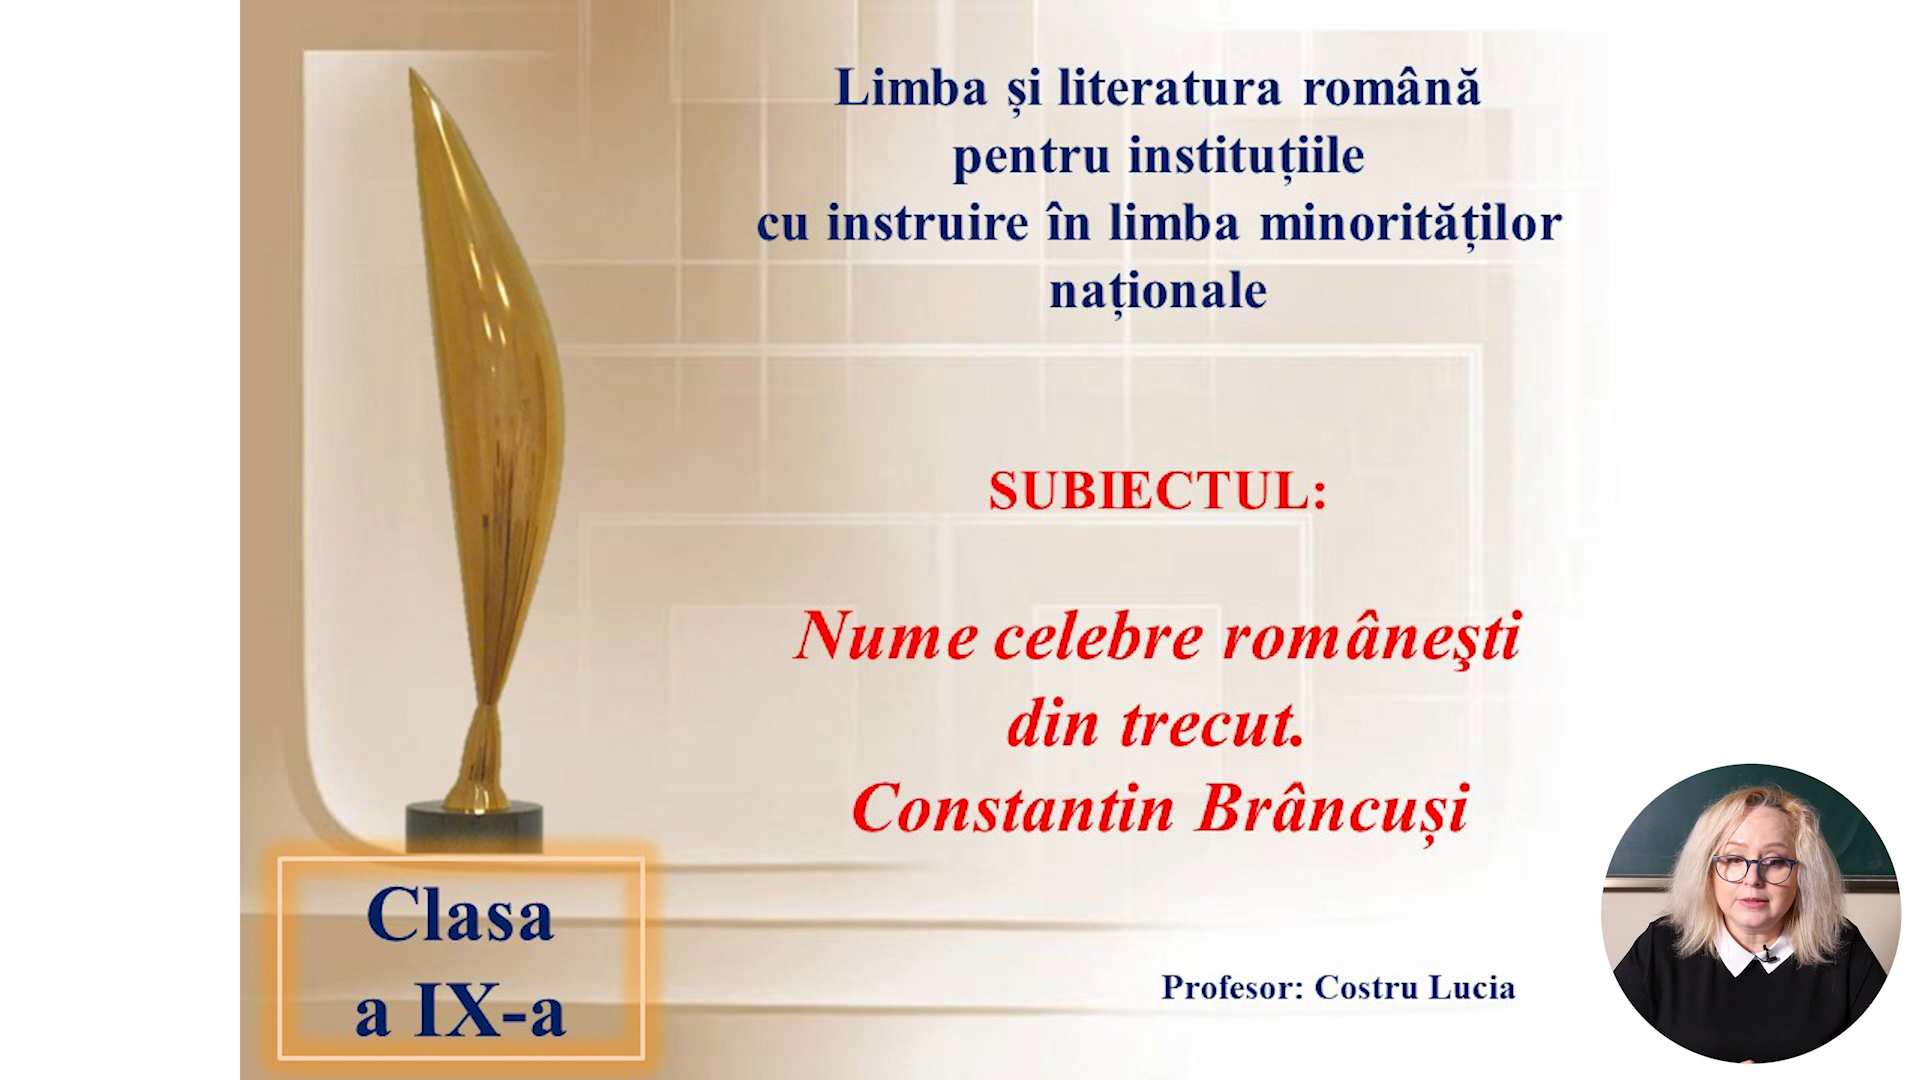 Limba și literatura română
pentru instituțiile
cu instruire în limba minorităților
naționale
SUBIECTUL:
Nume celebre româneşti
din trecut.
Constantin Brâncuși
Clasa
a IX-a
Profesor: Costru Lucia